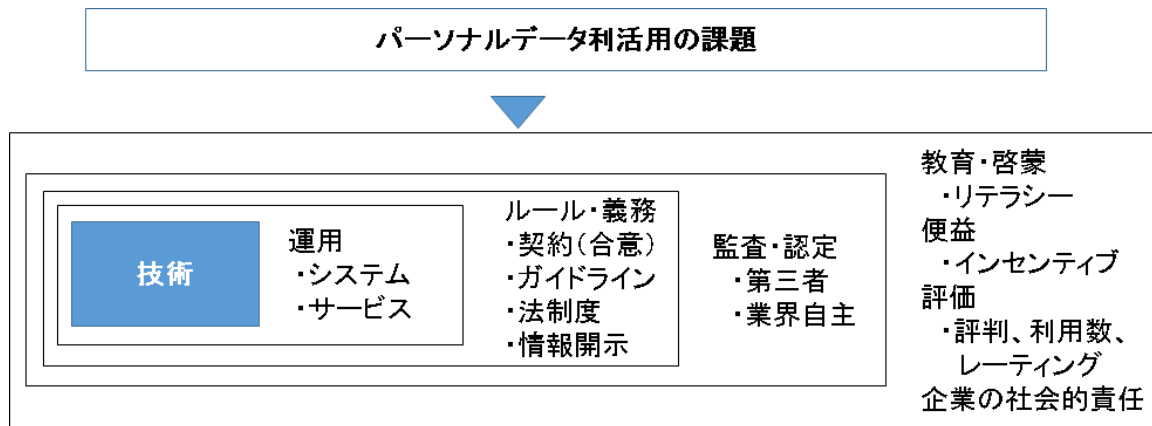 パーソナルデータ利活用の課題
技術
運用
・システム
・サービス
ルール・義務
・契約(合意)
・ガイドライン
・法制度
・情報開示
監査・認定
・第三者
・業界自主
教育・啓蒙
・リテラシー
便益
・インセンティブ
評価
・評判、利用数、
レーティング
企業の社会的責任